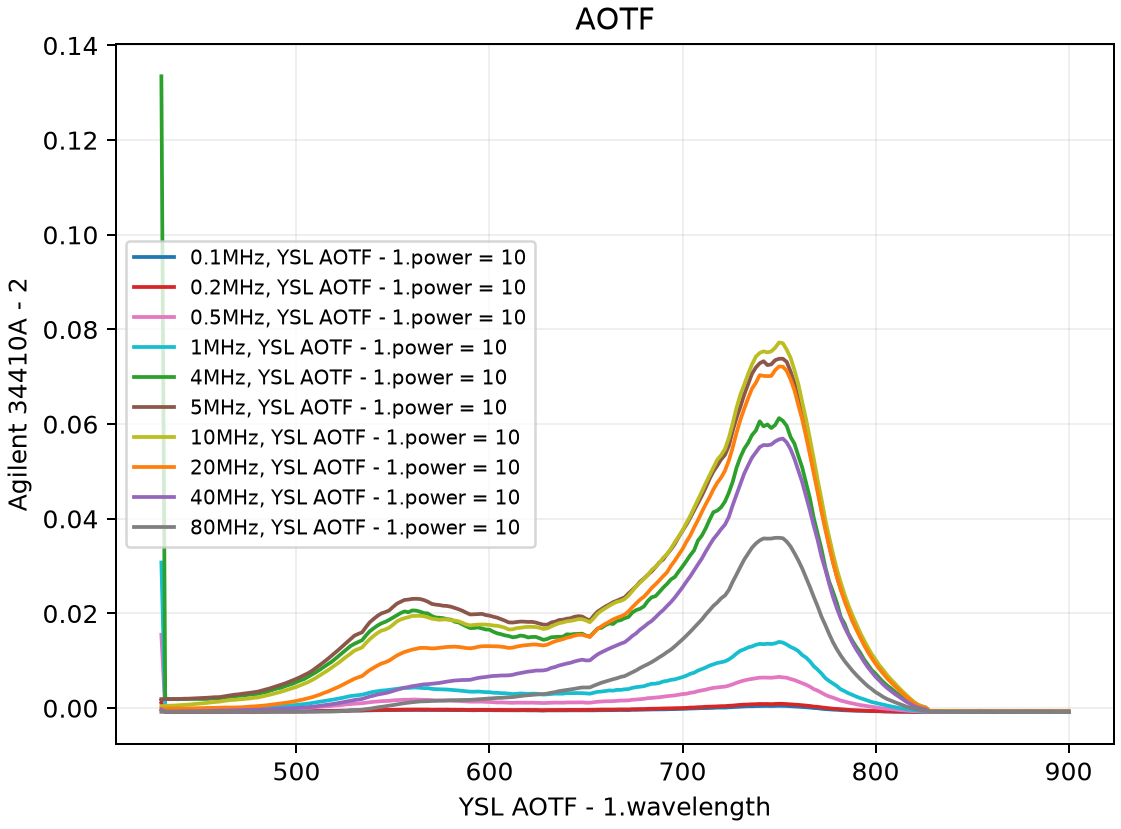 AOTF
0.14
0.12
0.10
0.08
0.06
0.04
0.02
0.00
Agilent 34410A - 2
0.1MHz, YSL AOTF - 1.power = 10
0.2MHz, YSL AOTF - 1.power = 10
0.5MHz, YSL AOTF - 1.power = 10
1MHz, YSL AOTF - 1.power = 10
4MHz, YSL AOTF - 1.power = 10
5MHz, YSL AOTF - 1.power = 10
10MHz, YSL AOTF - 1.power = 10
20MHz, YSL AOTF - 1.power = 10
40MHz, YSL AOTF - 1.power = 10
80MHz, YSL AOTF - 1.power = 10
500 600 700 800 900
YSL AOTF - 1.wavelength